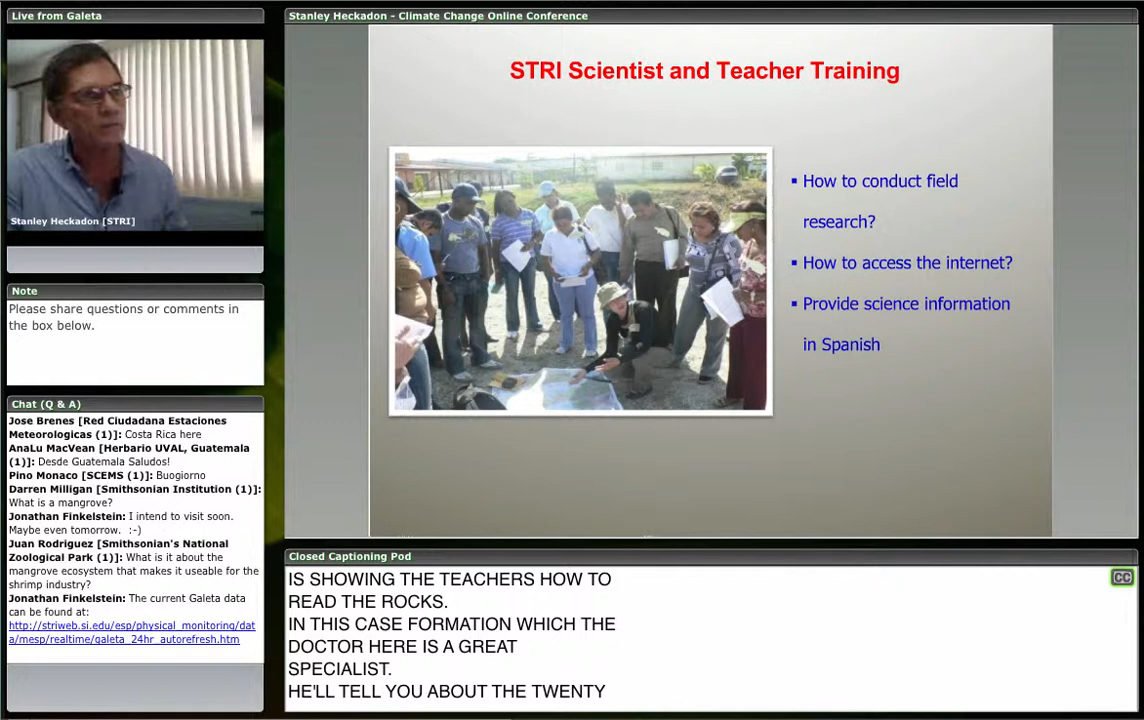 Live from Galeta
Stanley Heckadon [STRI]
Note
Please share questions or comments in
the box below.
Chat (Q & A)
Jose Brenes [Red Ciudadana Estaciones
Meteorologicas (1)]: Costa Rica here
AnaLu MacVean [Herbario UVAL, Guatemala
(1)]: Desde Guatemala Saludos!
Pino Monaco [SCEMS (1)]: Buogiorno
Darren Milligan [Smithsonian Institution (1)]:
What is a mangrove?
Jonathan Finkelstein: I intend to visit soon.
Maybe even tomorrow. :-)
Juan Rodriguez [Smithsonian's National
Zoological Park (1)]: What is it about the
mangrove ecosystem that makes it useable for the
shrimp industry?
Jonathan Finkelstein: The current Galeta data
can be found at:
http://striweb.si.edu/esp/physical_monitoring/dat
a/mesp/realtime/galeta_24hr_autorefresh.htm
Stanley Heckadon - Climate Change Online Conference
STRI Scientist and Teacher Training
▪ How to conduct field
research?
▪ How to access the internet?
▪ Provide science information
in Spanish
Closed Captioning Pod
CC
IS SHOWING THE TEACHERS HOW TO
READ THE ROCKS.
IN THIS CASE FORMATION WHICH THE
DOCTOR HERE IS A GREAT
SPECIALIST.
HE'LL TELL YOU ABOUT THE TWENTY